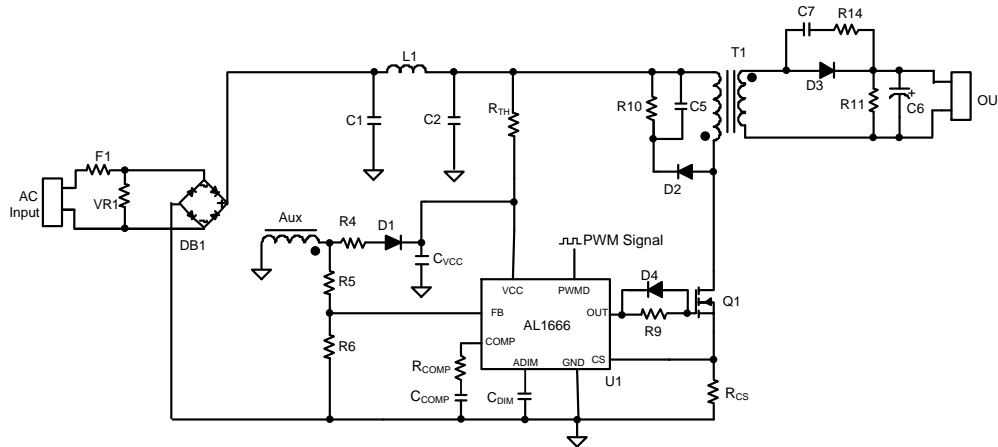 C7
R14
T1
L1
D3
R11
C6
+
OU
R10
C5
RTH
C1
C2
F1
D2
AC
Input
VR1
DB1
Aux
R4
D1
CVCC
PWM Signal
R5
VCC
PWMD
D4
Q1
FB
OUT
AL1666
R9
R6
COMP
ADIM
GND
CS
U1
RCOMP
CCOMP
CDIM
RCS